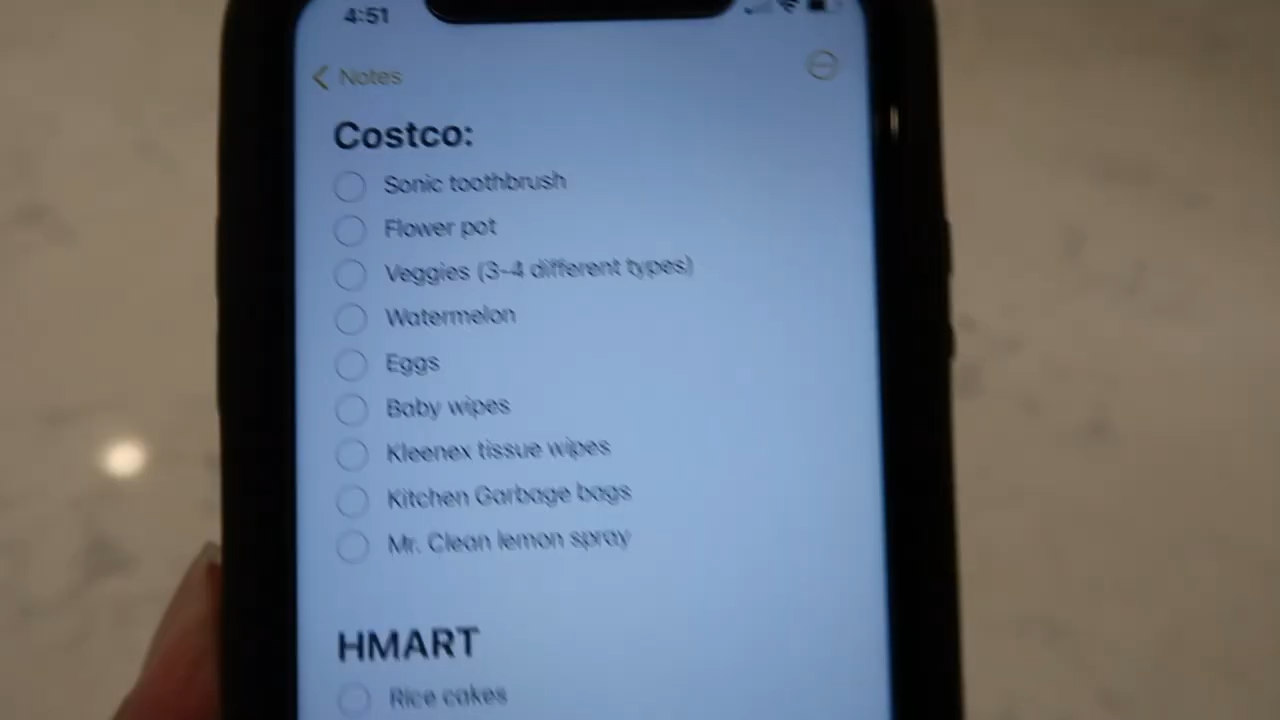 4:51
Notes
Costco:
Sonic toothbrush
Flower pot
Veggies (3-4 different types)
Watermelon
Eggs
Baby wipes
Kleenex tissue wipes
Kitchen Garbage bags
Mr. Clean lemon spray
HMART
Rice cakes